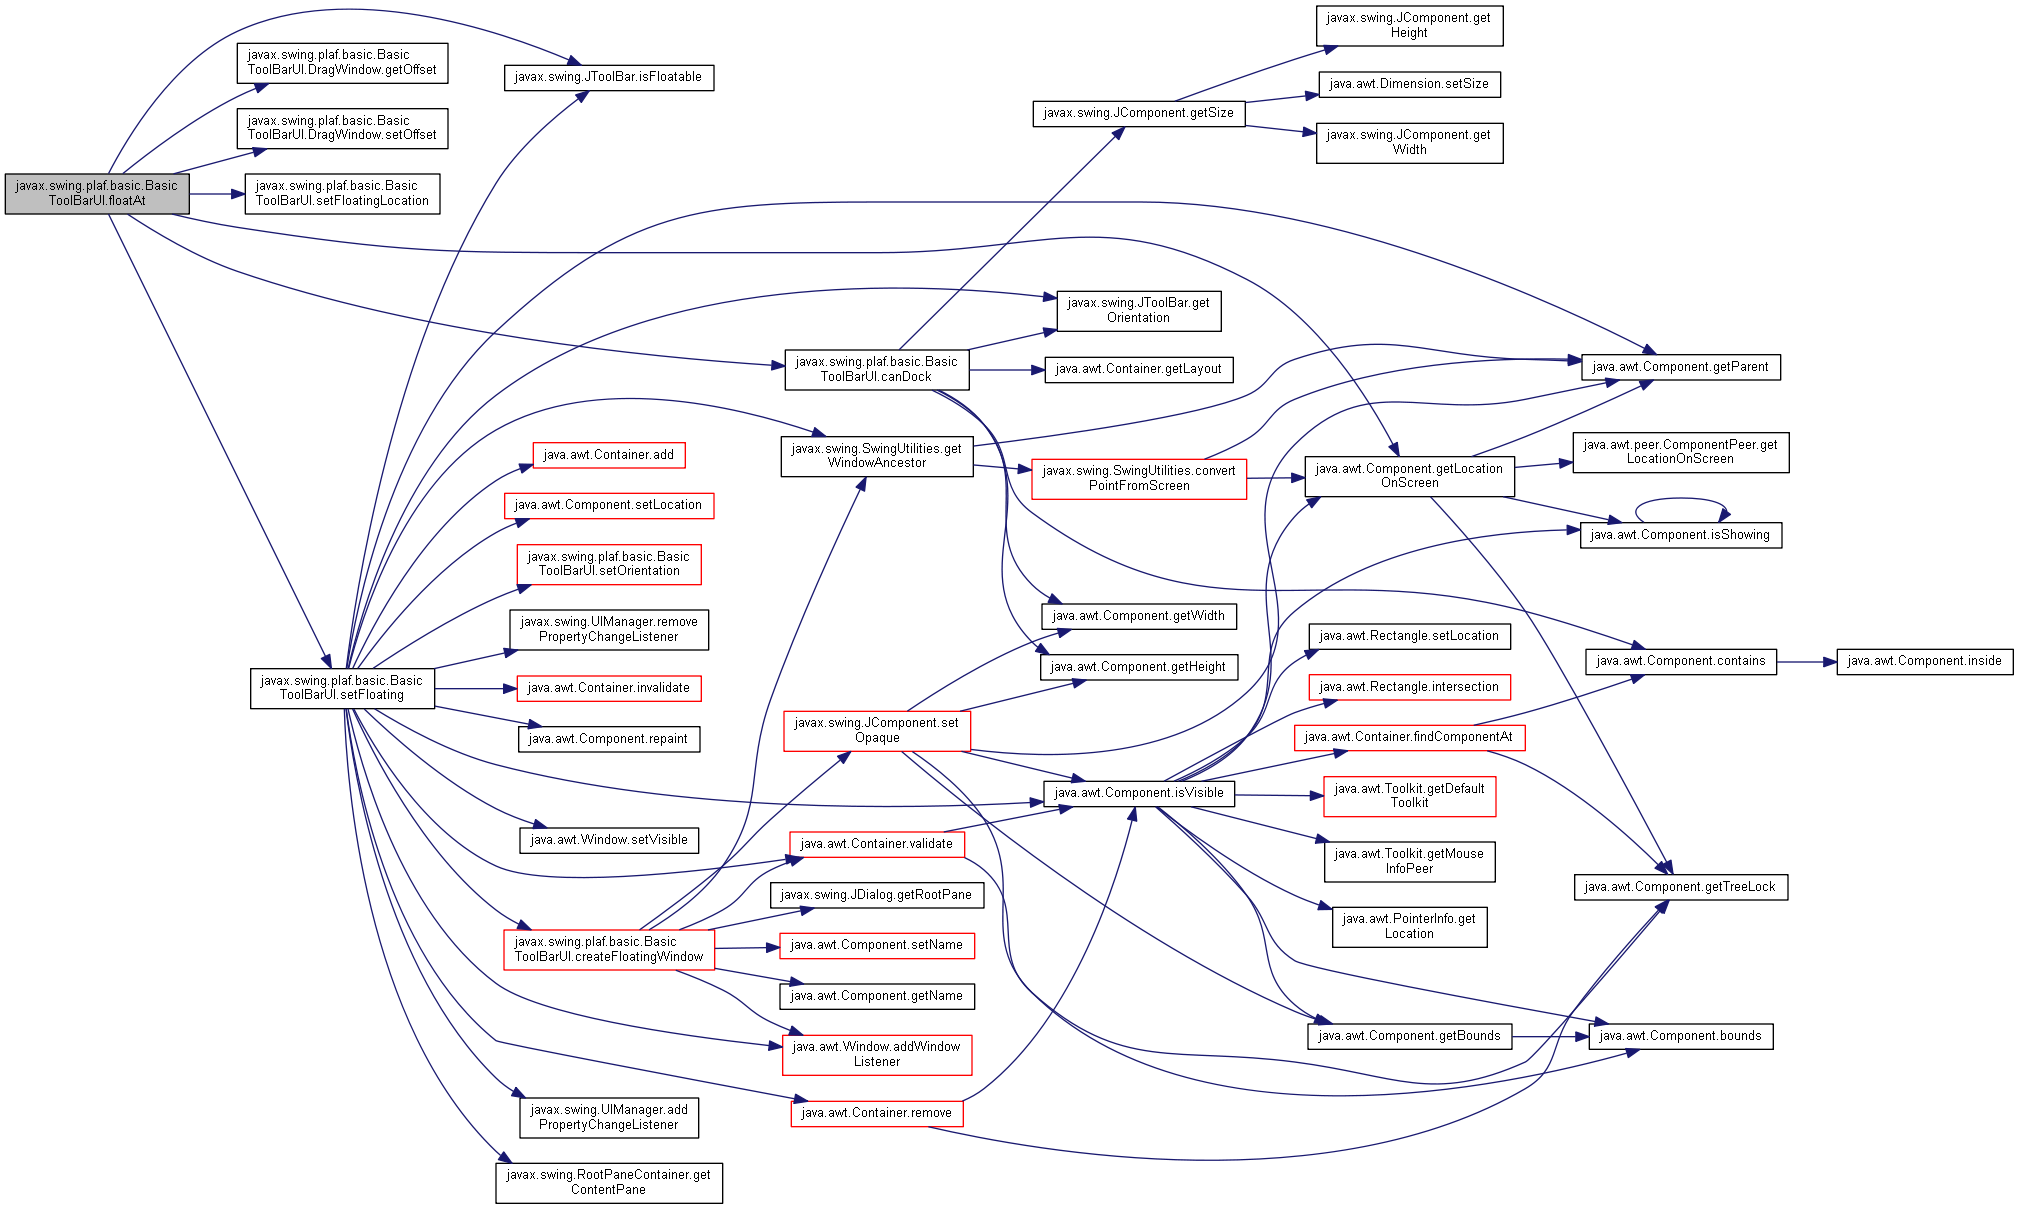 javax.swing.plaf.basic.Basic
ToolBarUI.floatAt
javax.swing.plaf.basic.Basic
ToolBarUI.DragWindow.getOffset
javax.swing.plaf.basic.Basic
ToolBarUI.DragWindow.setOffset
javax.swing.plaf.basic.Basic
ToolBarUI.setFloatingLocation
javax.swing.plaf.basic.Basic
ToolBarUI.setFloating
javax.swing.JToolBar.isFloatable
java.awt.Container.add
java.awt.Component.setLocation
javax.swing.plaf.basic.Basic
ToolBarUI.setOrientation
javax.swing.UIManager.remove
PropertyChangeListener
java.awt.Container.invalidate
java.awt.Component.repaint
java.awt.Window.setVisible
javax.swing.plaf.basic.Basic
ToolBarUI.createFloatingWindow
javax.swing.UIManager.add
PropertyChangeListener
javax.swing.RootPaneContainer.get
ContentPane
javax.swing.plaf.basic.Basic
ToolBarUI.canDock
javax.swing.SwingUtilities.get
WindowAncestor
javax.swing.JComponent.set
Opaque
java.awt.Container.validate
javax.swing.JDialog.getRootPane
java.awt.Component.setName
java.awt.Component.getName
java.awt.Window.addWindow
Listener
java.awt.Container.remove
javax.swing.JComponent.getSize
javax.swing.JToolBar.get
Orientation
java.awt.Container.getLayout
javax.swing.SwingUtilities.convert
PointFromScreen
java.awt.Component.getWidth
java.awt.Component.getHeight
java.awt.Component.isVisible
javax.swing.JComponent.get
Height
java.awt.Dimension.setSize
javax.swing.JComponent.get
Width
java.awt.Component.getLocation
OnScreen
java.awt.Rectangle.setLocation
java.awt.Rectangle.intersection
java.awt.Container.findComponentAt
java.awt.Toolkit.getDefault
Toolkit
java.awt.Toolkit.getMouse
InfoPeer
java.awt.PointerInfo.get
Location
java.awt.Component.getBounds
java.awt.Component.getParent
java.awt.peer.ComponentPeer.get
LocationOnScreen
java.awt.Component.isShowing
java.awt.Component.contains
java.awt.Component.getTreeLock
java.awt.Component.bounds
java.awt.Component.inside